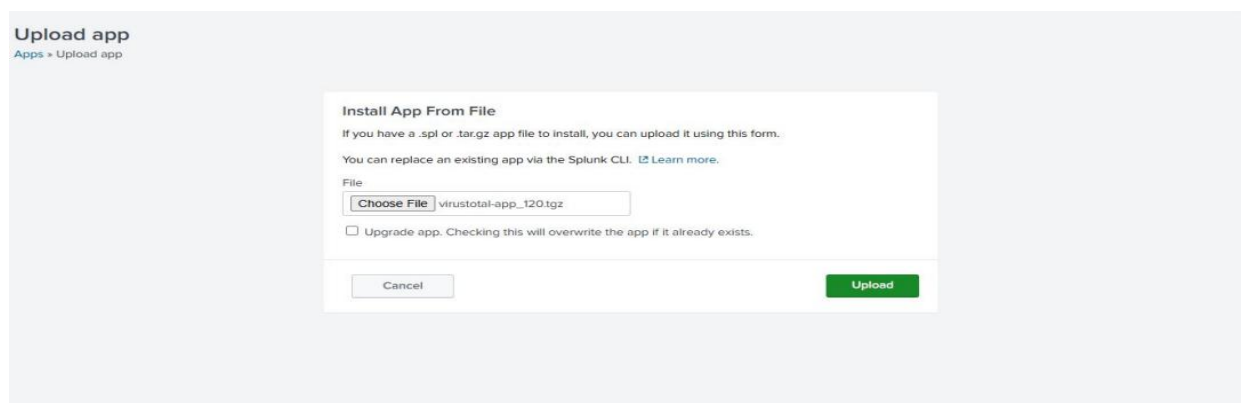 Upload app
Apps » Upload app
Install App From File
If you have a .spl or .tar.gz app file to install, you can upload it using this form.
You can replace an existing app via the Splunk CLI. Learn more.
File
Choose File virustotal-app_120.tgz
Upgrade app. Checking this will overwrite the app if it already exists.
Cancel Upload